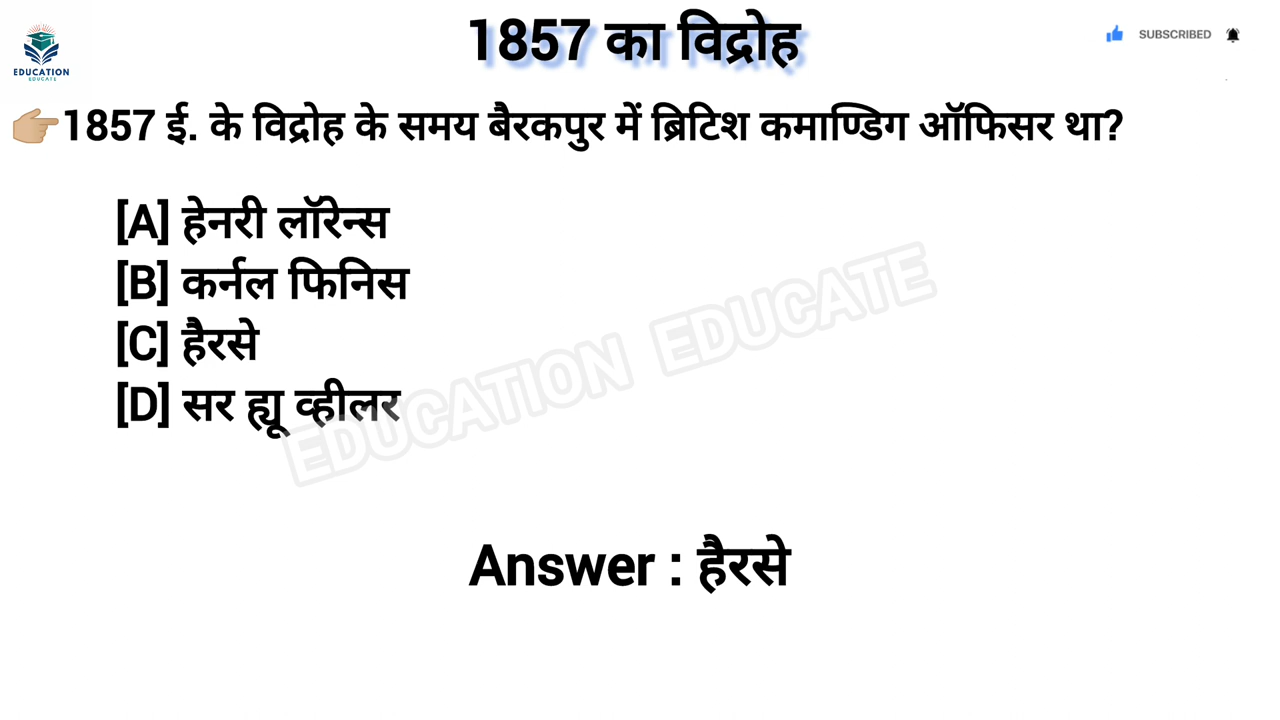 1857 का विद्रोह
EDUCATION
EDUCATE
SUBSCRIBED
1857 ई. के विद्रोह के समय बैरकपुर में ब्रिटिश कमाण्डिग ऑफिसर था?
[A] हेनरी लॉरेन्स
[B] कर्नल फिनिस
[C] हैरसे
[D] सर ह्यू व्हीलर
EDUCATION EDUCATE
Answer : हैरसे